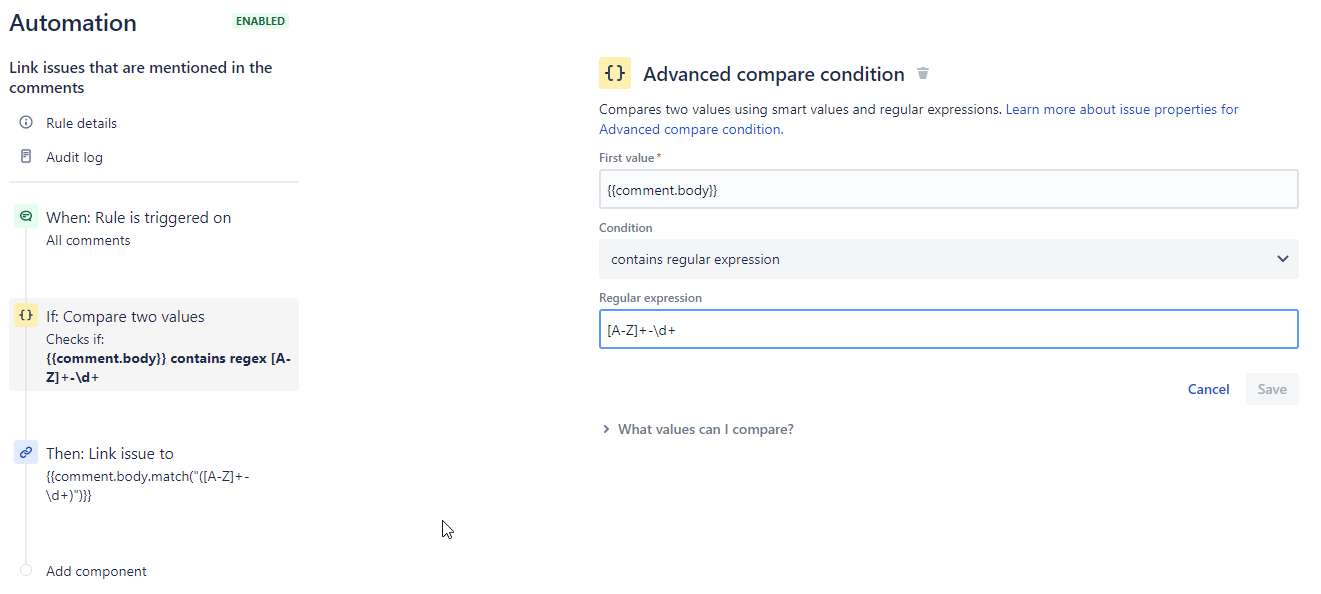 Automation
ENABLED
Link issues that are mentioned in the
comments
Rule details
Audit log
When: Rule is triggered on
All comments
{} If: Compare two values
Checks if:
{{comment.body}} contains regex [A-
Z]+-\d+
Then: Link issue to
{{comment.body.match("([A-Z]+-
\d+)")}}
Add component
{} Advanced compare condition
Compares two values using smart values and regular expressions. Learn more about issue properties for
Advanced compare condition.
First value*
{{comment.body}}
Condition
contains regular expression
Regular expression
[A-Z]+-\d+
Cancel
Save
What values can I compare?